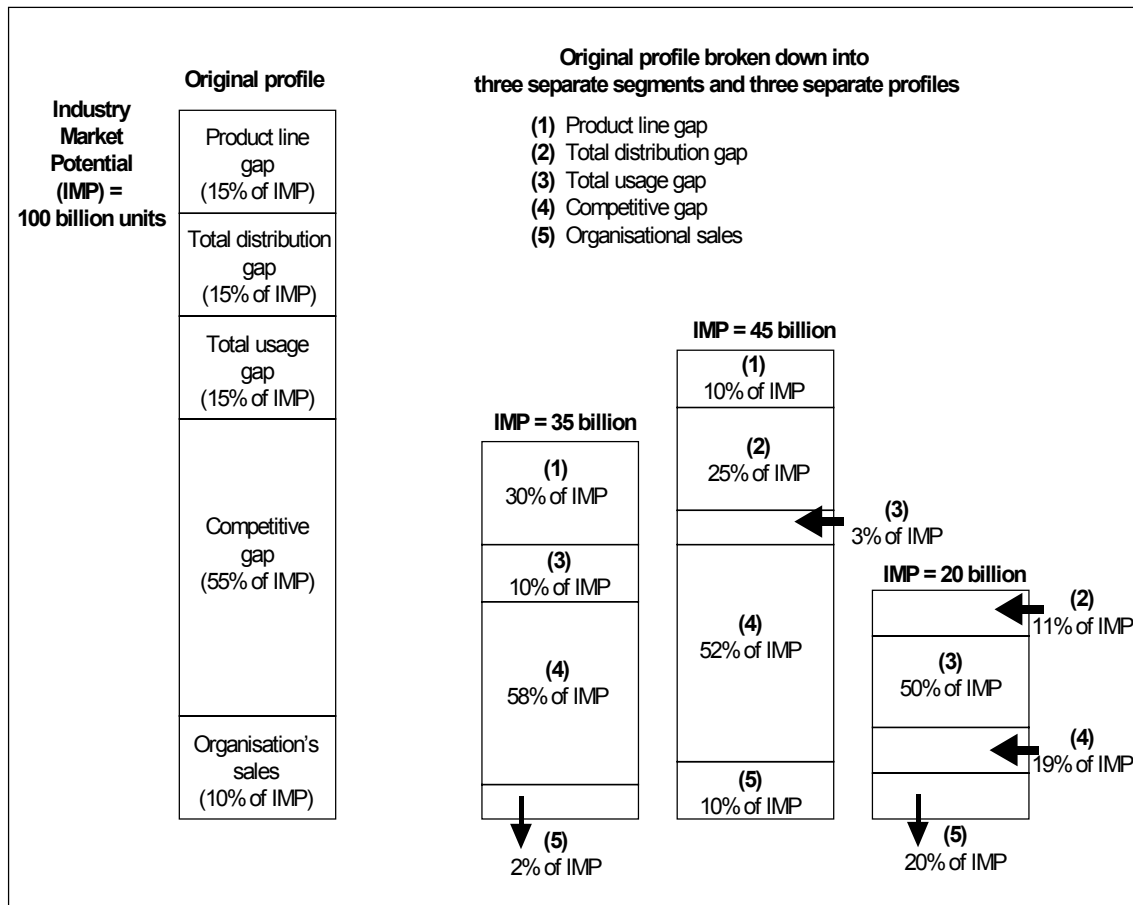 Industry
Market
Potential
(IMP) =
100 billion units
Original profile
Product line
gap
(15% of IMP)
Total distribution
gap
(15% of IMP)
Total usage
gap
(15% of IMP)
Competitive
gap
(55% of IMP)
Organisation's
sales
(10% of IMP)
Original profile broken down into
three separate segments and three separate profiles
(1) Product line gap
(2) Total distribution gap
(3) Total usage gap
(4) Competitive gap
(5) Organisational sales
IMP = 35 billion
(1)
30% of IMP
(3)
10% of IMP
(4)
58% of IMP
(5)
2% of IMP
IMP = 45 billion
(1)
10% of IMP
(2)
25% of IMP
(3)
3% of IMP
(4)
52% of IMP
(5)
10% of IMP
IMP = 20 billion
(2)
11% of IMP
(3)
50% of IMP
(4)
19% of IMP
(5)
20% of IMP